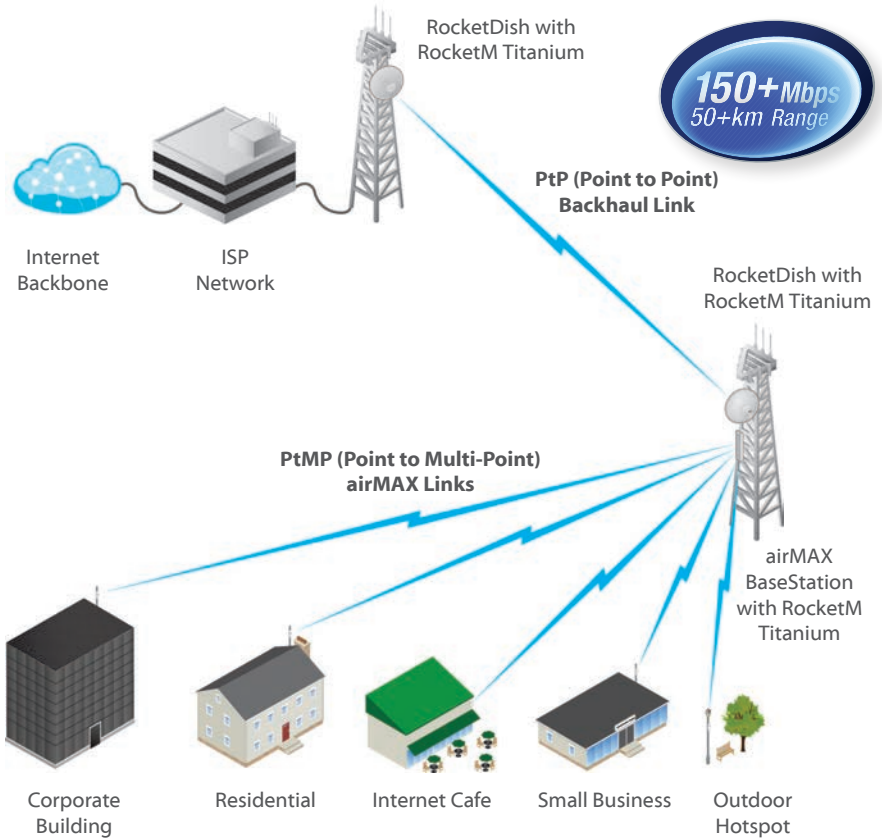 RocketDish with
RocketM Titanium
150+Mbps
50+km Range
PtP (Point to Point)
Backhaul Link
Internet
Backbone
ISP
Network
RocketDish with
RocketM Titanium
PtMP (Point to Multi-Point)
airMAX Links
airMAX
BaseStation
with RocketM
Titanium
Corporate
Building
Residential
Internet Cafe
Small Business
Outdoor
Hotspot